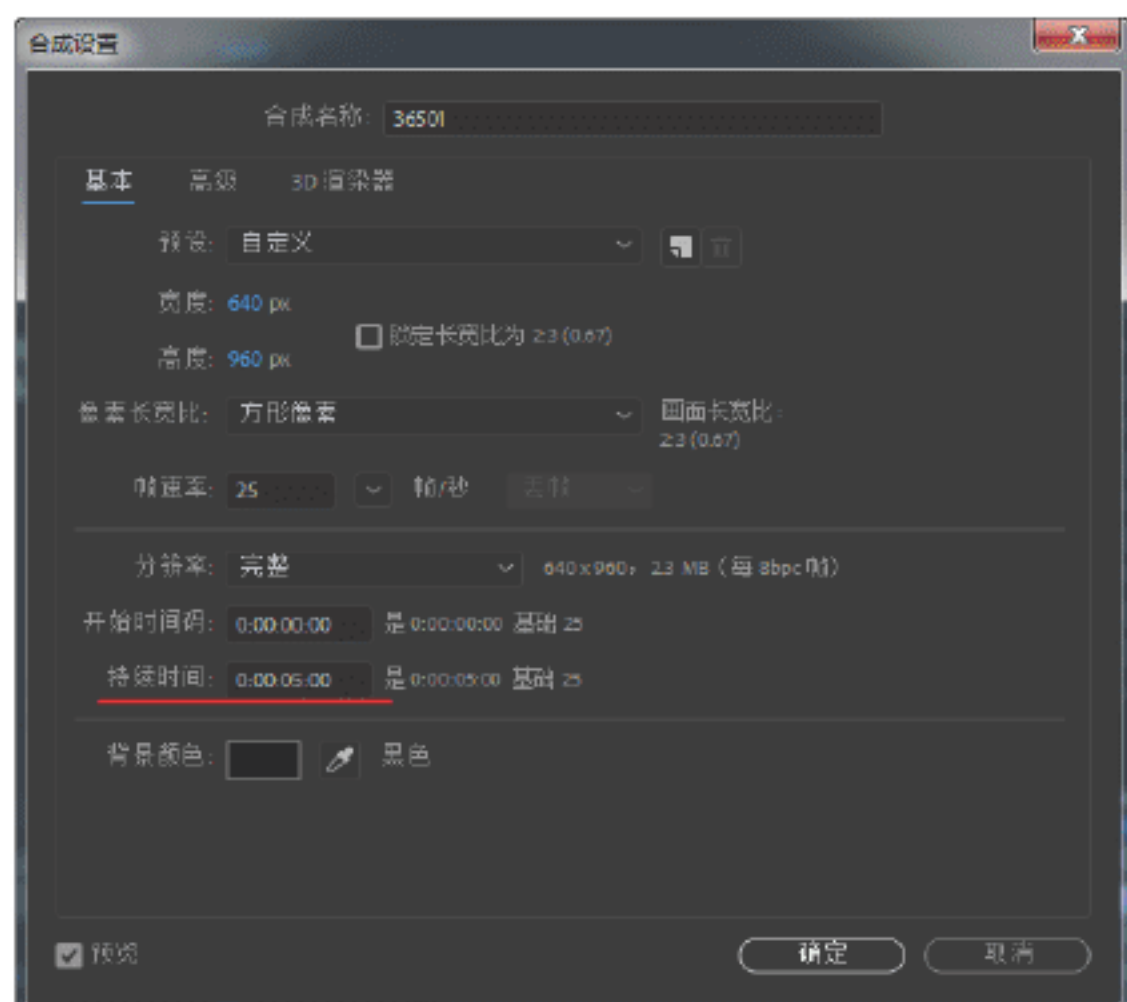 合成设置
合成名称: 36501
基本 高级 3D 渲染器
预设: 自定义
宽度: 640 px
锁定长宽比为 2:3 (0.67)
高度: 960 px
像素长宽比: 方形像素 画面长宽比:
2:3 (0.67)
帧速率: 25 帧/秒 丢帧
分辨率: 完整 640 x 960，2.3 MB（每 8bpc 帧）
开始时间码: 0:00:00:00 是 0:00:00:00 基础 25
持续时间: 0:00:05:00 是 0:00:05:00 基础 25
背景颜色: 黑色
预览 确定 取消